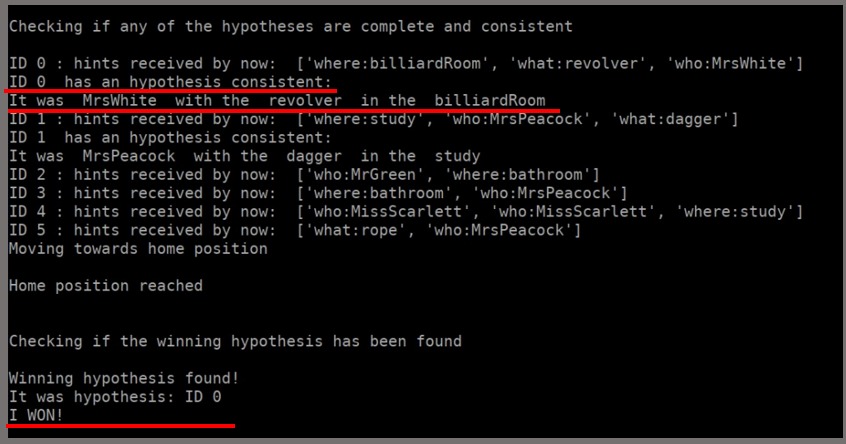 Checking if any of the hypotheses are complete and consistent
ID 0 : hints received by now:  ['where:billiardRoom', 'what:revolver', 'who:MrsWhite']
ID 0  has an hypothesis consistent:
It was  MrsWhite  with the  revolver  in the  billiardRoom
ID 1 : hints received by now:  ['where:study', 'who:MrsPeacock', 'what:dagger']
ID 1  has an hypothesis consistent:
It was  MrsPeacock  with the  dagger  in the  study
ID 2 : hints received by now:  ['who:MrGreen', 'where:bathroom']
ID 3 : hints received by now:  ['where:bathroom', 'who:MrsPeacock']
ID 4 : hints received by now:  ['who:MissScarlett', 'who:MissScarlett', 'where:study']
ID 5 : hints received by now:  ['what:rope', 'who:MrsPeacock']
Moving towards home position
Home position reached
Checking if the winning hypothesis has been found
Winning hypothesis found!
It was hypothesis: ID 0
I WON!